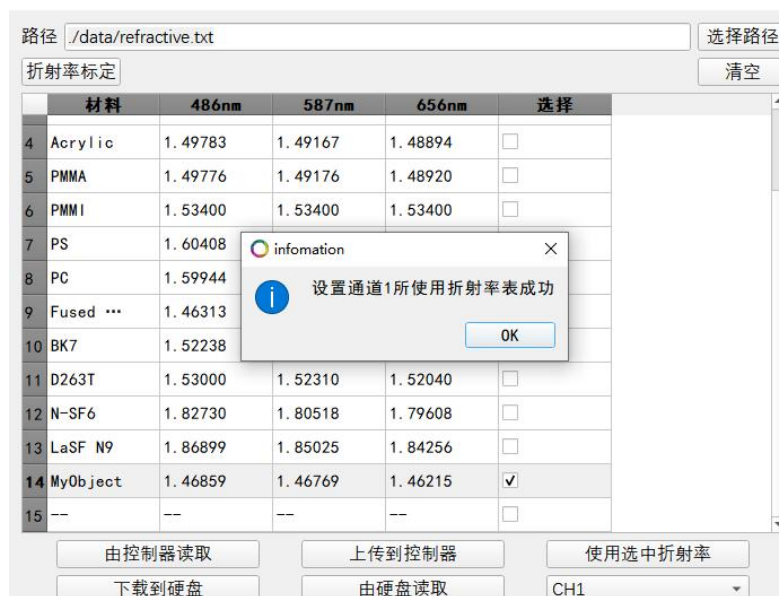 路径 ./data/refractive.txt 选择路径
折射率标定 清空
材料 486nm 587nm 656nm 选择
4 Acrylic 1.49783 1.49167 1.48894
5 PMMA 1.49776 1.49176 1.48920
6 PMMI 1.53400 1.53400 1.53400
7 PS 1.60408
infomation
8 PC 1.59944
设置通道1所使用折射率表成功
9 Fused ··· 1.46313
OK
10 BK7 1.52238
11 D263T 1.53000 1.52310 1.52040
12 N-SF6 1.82730 1.80518 1.79608
13 LaSF N9 1.86899 1.85025 1.84256
14 MyObject 1.46859 1.46769 1.46215
15 -- -- -- --
由控制器读取 上传到控制器 使用选中折射率
下载到硬盘 由硬盘读取 CH1